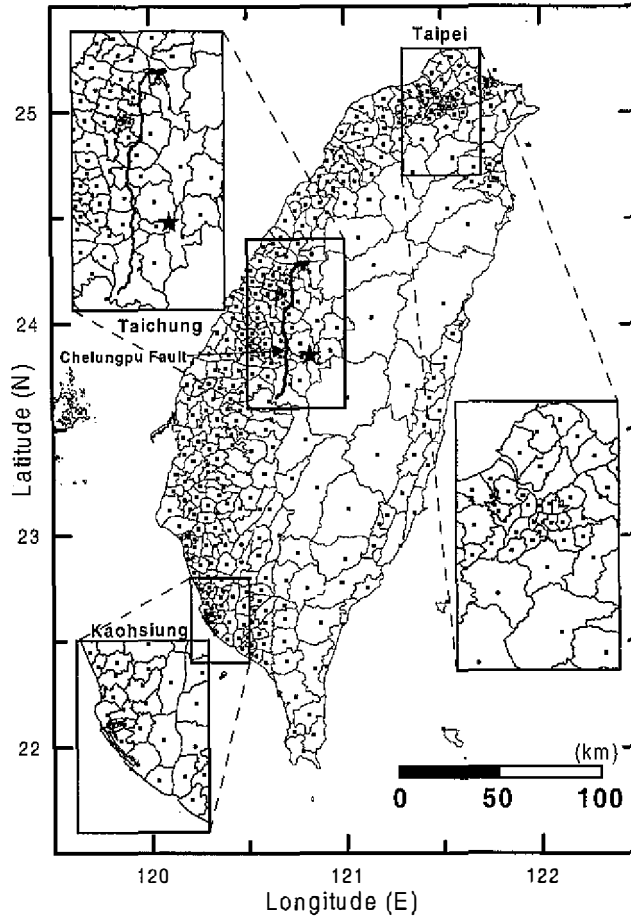 Taipei
25
Taichung
24
Chelungpu Fault
Latitude (N)
23
Kaohsiung
22
(km)
0 50 100
120 121 122
Longitude (E)